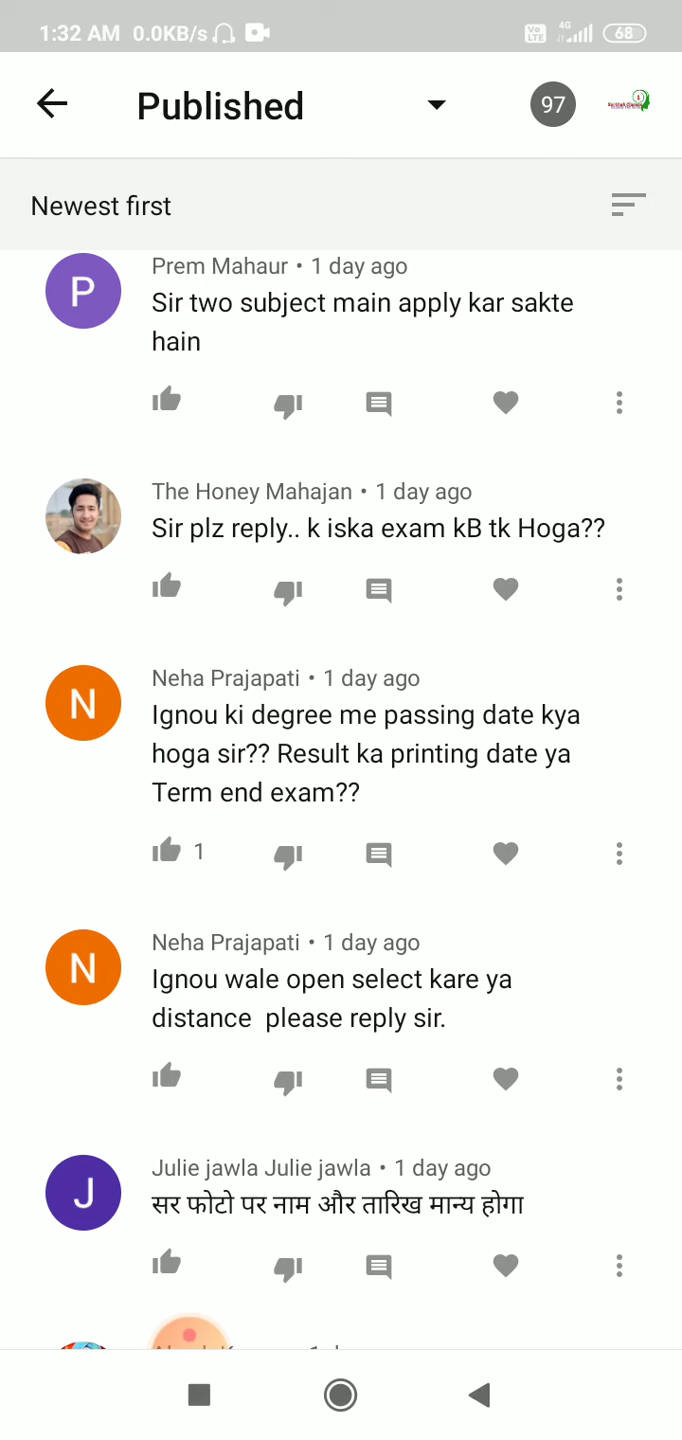 1:32 AM 0.0KB/s Vo LTE 4G 68
Published 97
Newest first
P
Prem Mahaur • 1 day ago
Sir two subject main apply kar sakte
hain
The Honey Mahajan • 1 day ago
Sir plz reply.. k iska exam kB tk Hoga??
N
Neha Prajapati • 1 day ago
Ignou ki degree me passing date kya
hoga sir?? Result ka printing date ya
Term end exam??
1
N
Neha Prajapati • 1 day ago
Ignou wale open select kare ya
distance please reply sir.
J
Julie jawla Julie jawla • 1 day ago
सर फोटो पर नाम और तारिख मान्य होगा